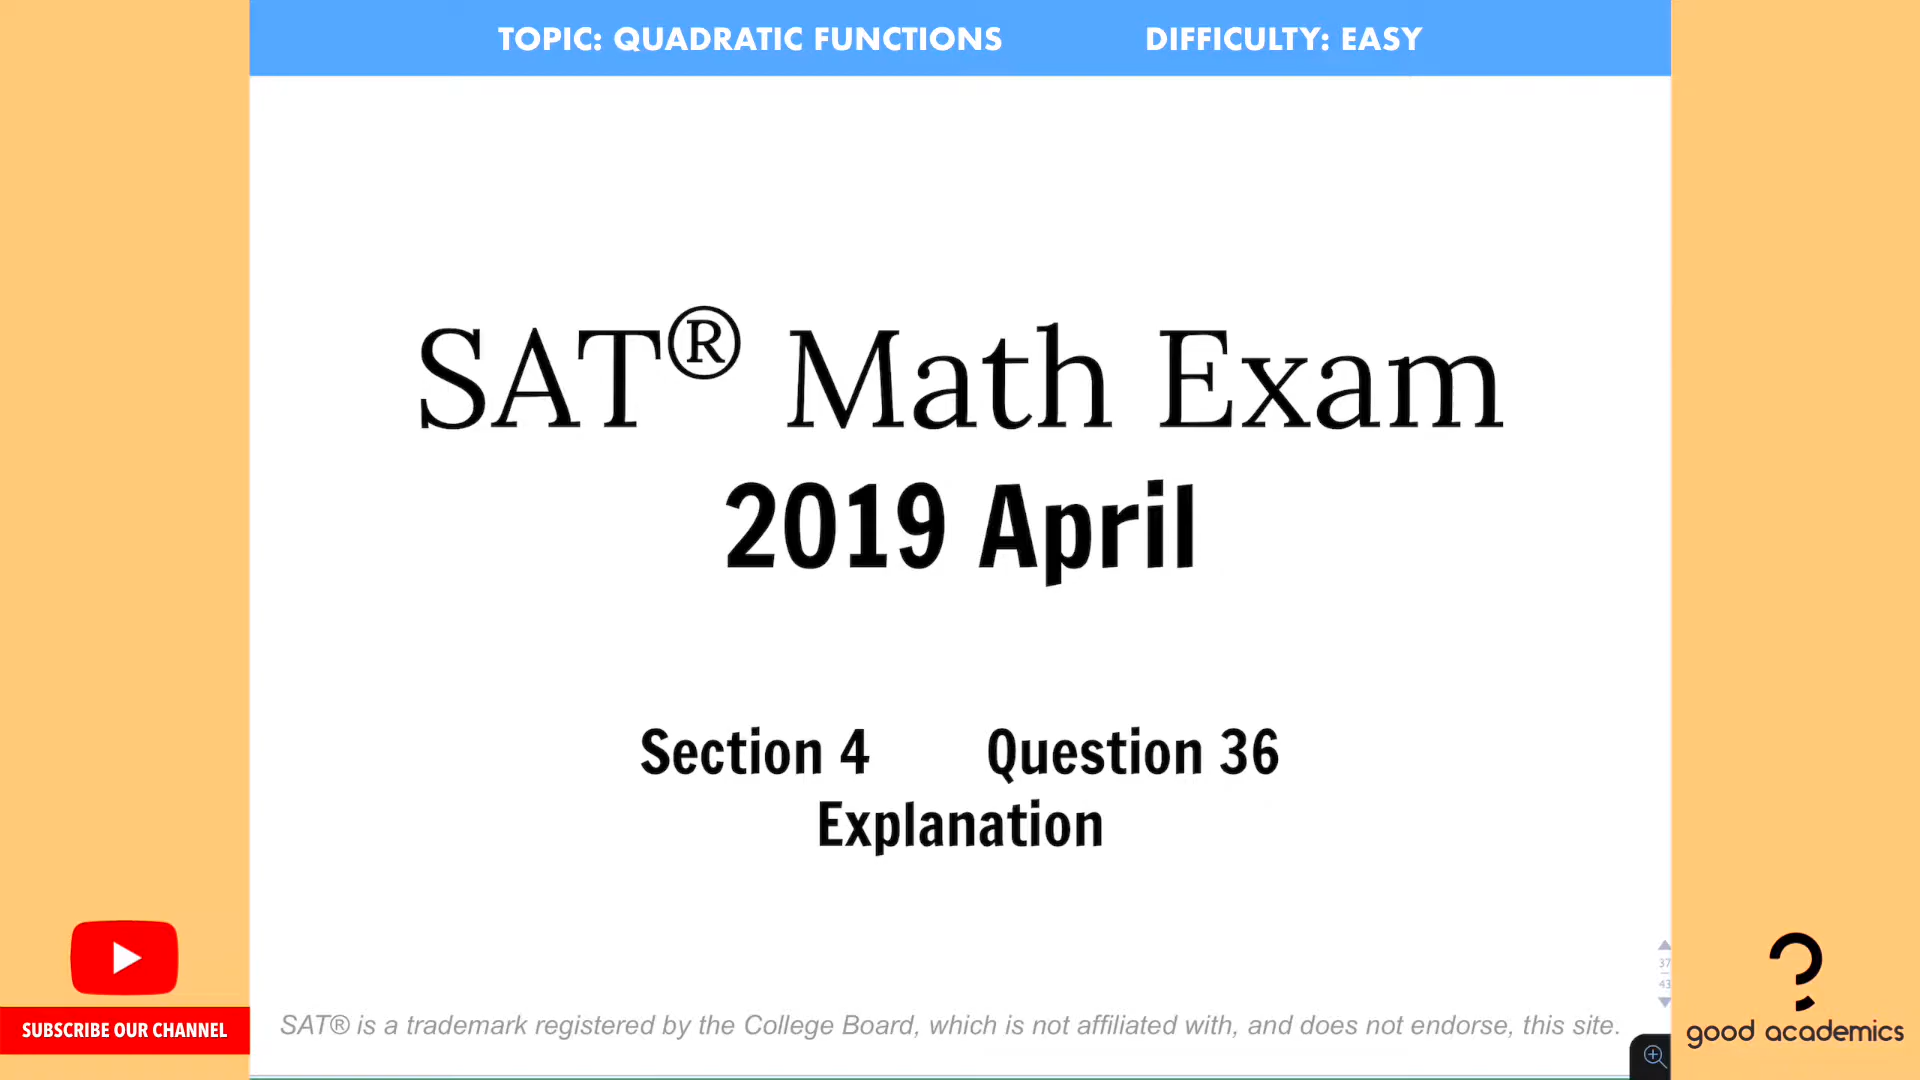 TOPIC: QUADRATIC FUNCTIONS DIFFICULTY: EASY
SAT® Math Exam
2019 April
Section 4 Question 36
Explanation
37
43
SUBSCRIBE OUR CHANNEL
SAT® is a trademark registered by the College Board, which is not affiliated with, and does not endorse, this site.
good academics